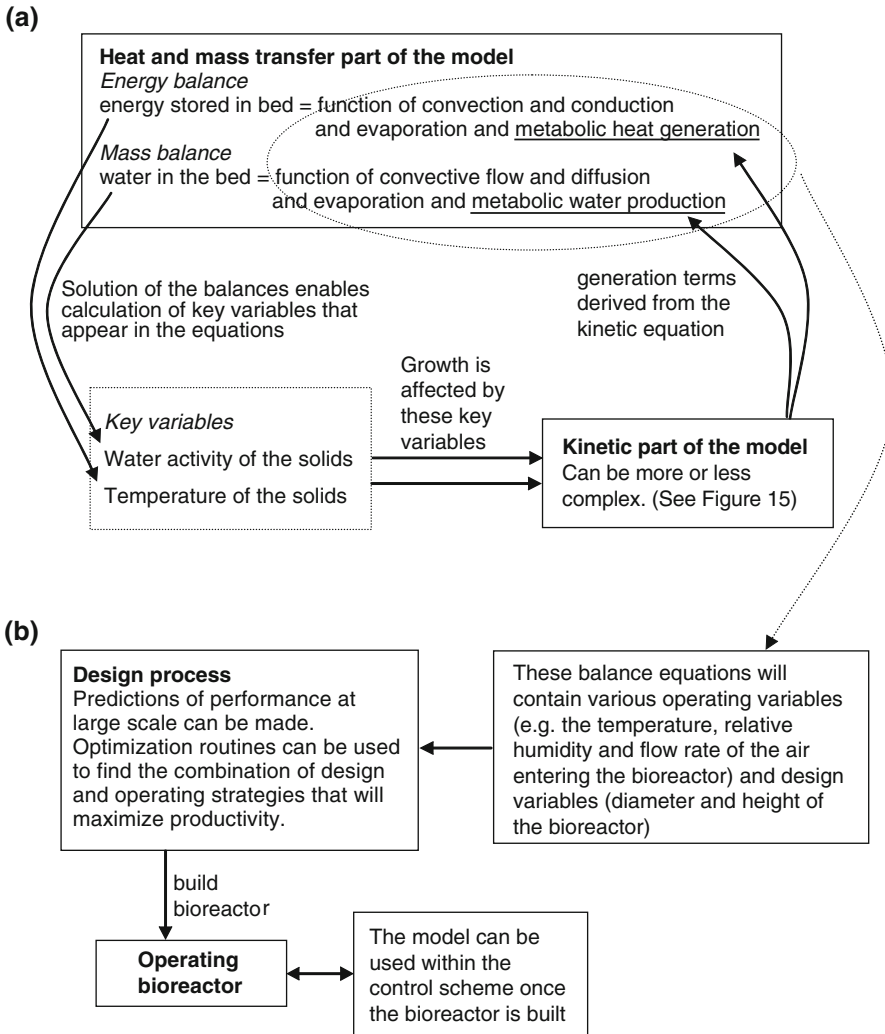 (a)
Heat and mass transfer part of the model
Energy balance
energy stored in bed = function of convection and conduction
and evaporation and metabolic heat generation
Mass balance
water in the bed = function of convective flow and diffusion
and evaporation and metabolic water production
Solution of the balances enables
calculation of key variables that
appear in the equations
generation terms
derived from the
kinetic equation
Growth is
affected by
these key
variables
Key variables
Water activity of the solids
Temperature of the solids
Kinetic part of the model
Can be more or less
complex. (See Figure 15)
(b)
Design process
Predictions of performance at
large scale can be made.
Optimization routines can be used
to find the combination of design
and operating strategies that will
maximize productivity.
These balance equations will
contain various operating variables
(e.g. the temperature, relative
humidity and flow rate of the air
entering the bioreactor) and design
variables (diameter and height of
the bioreactor)
build
bioreactor
Operating
bioreactor
The model can be
used within the
control scheme once
the bioreactor is built